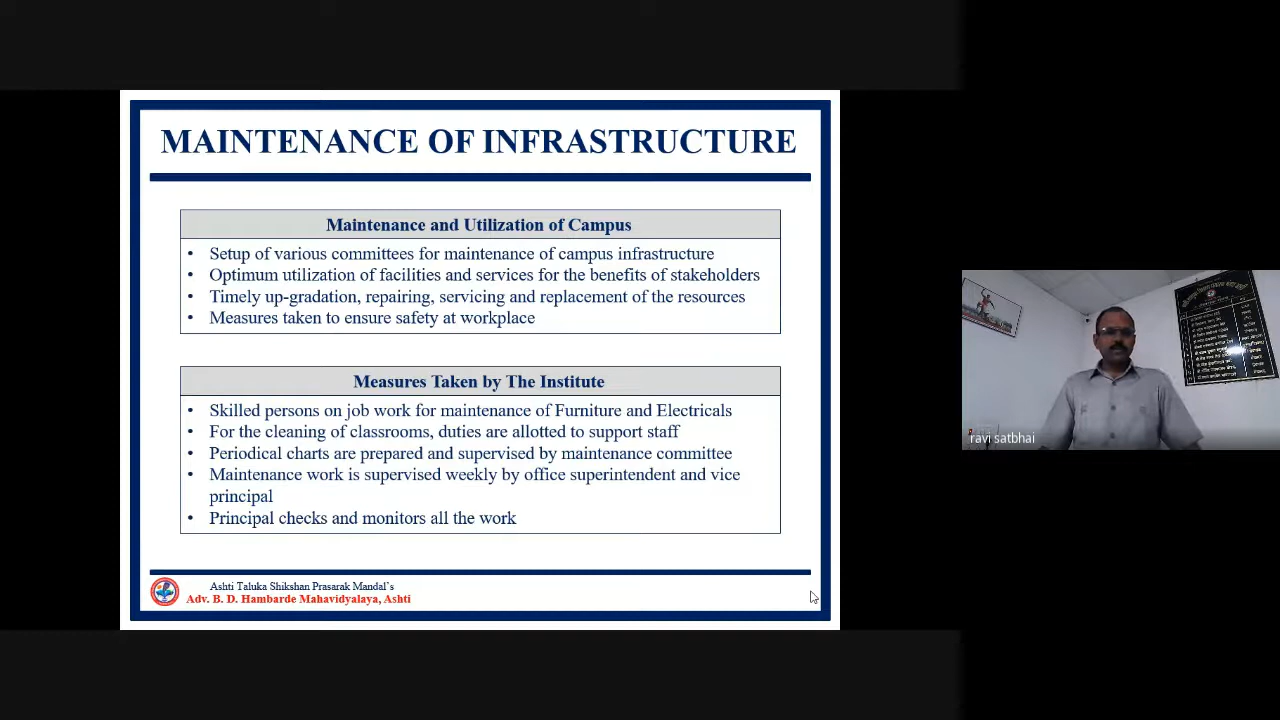 MAINTENANCE OF INFRASTRUCTURE
Maintenance and Utilization of Campus
• Setup of various committees for maintenance of campus infrastructure
• Optimum utilization of facilities and services for the benefits of stakeholders
• Timely up-gradation, repairing, servicing and replacement of the resources
• Measures taken to ensure safety at workplace
Measures Taken by The Institute
• Skilled persons on job work for maintenance of Furniture and Electricals
• For the cleaning of classrooms, duties are allotted to support staff
• Periodical charts are prepared and supervised by maintenance committee
• Maintenance work is supervised weekly by office superintendent and vice
principal
• Principal checks and monitors all the work
Ashti Taluka Shikshan Prasarak Mandal's
Adv. B. D. Hambarde Mahavidyalaya, Ashti
ravi satbhai